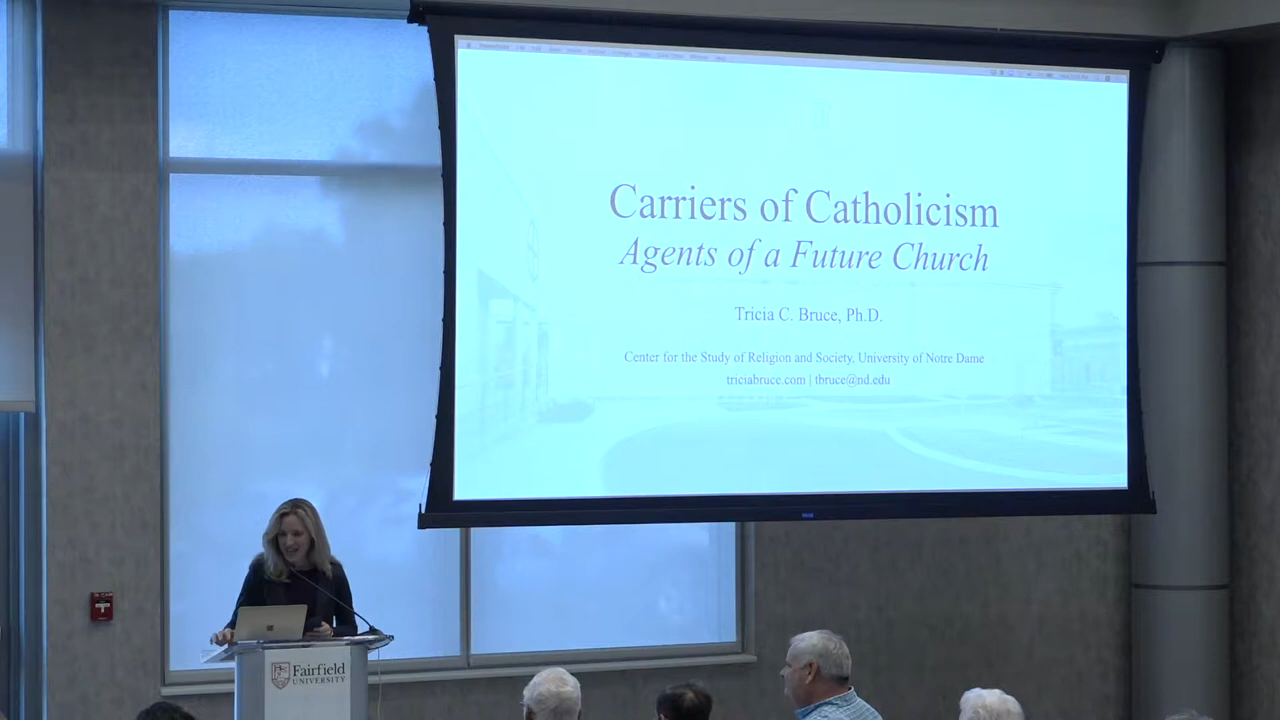 Carriers of Catholicism
Agents of a Future Church
Tricia C. Bruce, Ph.D.
Center for the Study of Religion and Society, University of Notre Dame
triciabruce.com | tbruce@nd.edu
Fairfield
UNIVERSITY